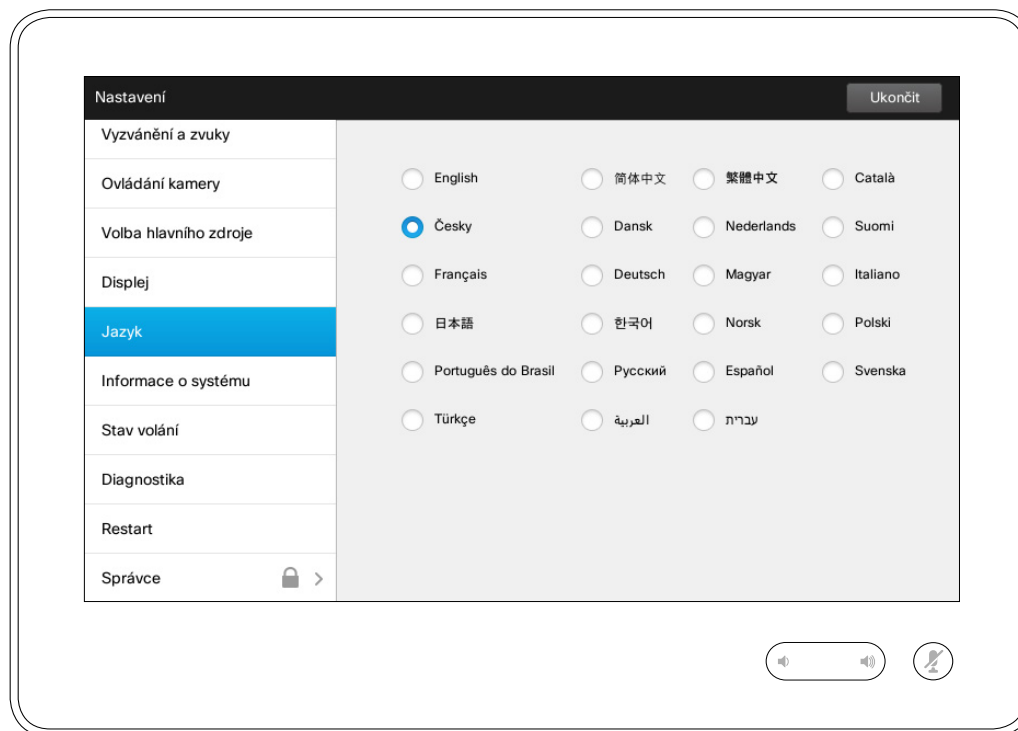 Nastavení
Ukončit
Vyzvánění a zvuky
Ovládání kamery
Volba hlavního zdroje
Displej
Jazyk
Informace o systému
Stav volání
Diagnostika
Restart
Správce
English 简体中文 繁體中文 Català
Česky Dansk Nederlands Suomi
Français Deutsch Magyar Italiano
日本語 한국어 Norsk Polski
Português do Brasil Русский Español Svenska
Türkçe العربية עברית